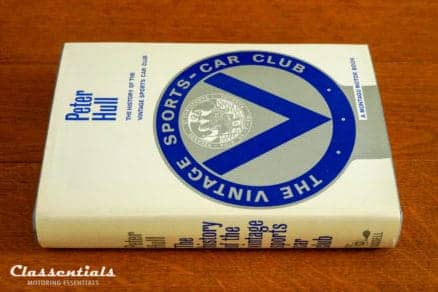 Peter
Hull
THE HISTORY OF THE
VINTAGE SPORTS CAR CLUB
THE VINTAGE SPORTS-CAR CLUB
A MONTAGU MOTOR BOOK
Peter
Hull
The
History
of the
Vintage
Sports
Car
Club
Classentials
MOTORING ESSENTIALS